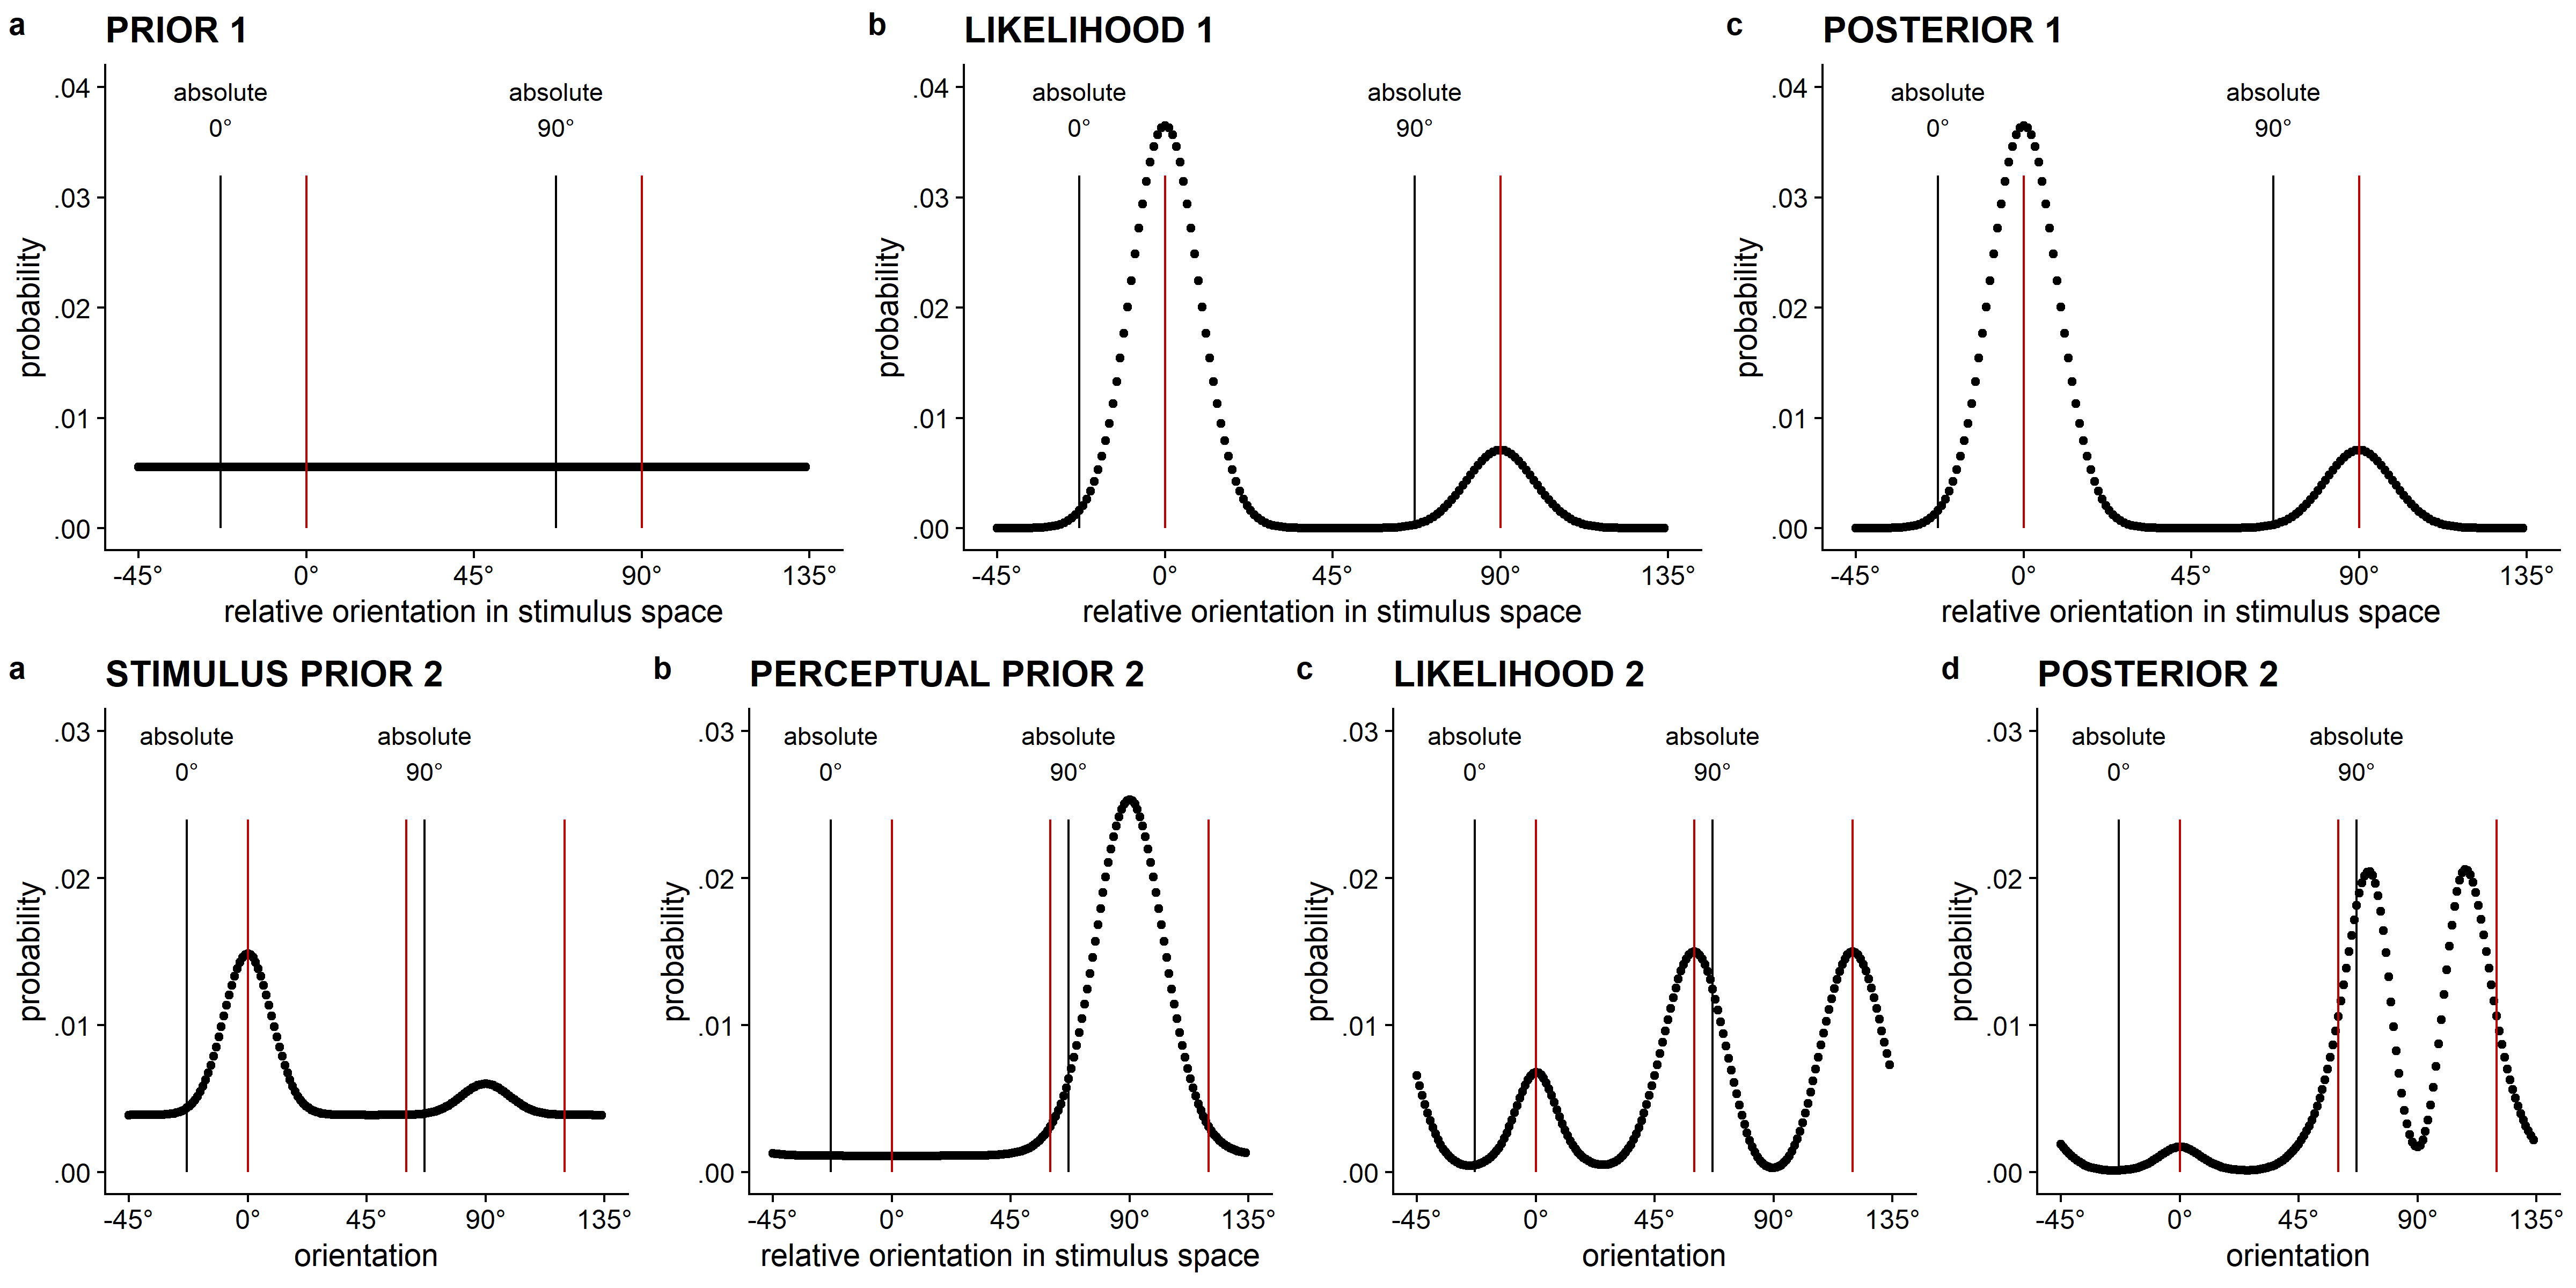 a PRIOR 1
absolute absolute
0° 90°
.04
.03
.02
.01
.00
probability
-45° 0° 45° 90° 135°
relative orientation in stimulus space
b LIKELIHOOD 1
absolute absolute
0° 90°
.04
.03
.02
.01
.00
probability
-45° 0° 45° 90° 135°
relative orientation in stimulus space
c POSTERIOR 1
absolute absolute
0° 90°
.04
.03
.02
.01
.00
probability
-45° 0° 45° 90° 135°
relative orientation in stimulus space
a STIMULUS PRIOR 2
absolute absolute
0° 90°
.03
.02
.01
.00
probability
-45° 0° 45° 90° 135°
orientation
b PERCEPTUAL PRIOR 2
absolute absolute
0° 90°
.03
.02
.01
.00
probability
-45° 0° 45° 90° 135°
relative orientation in stimulus space
c LIKELIHOOD 2
absolute absolute
0° 90°
.03
.02
.01
.00
probability
-45° 0° 45° 90° 135°
orientation
d POSTERIOR 2
absolute absolute
0° 90°
.03
.02
.01
.00
probability
-45° 0° 45° 90° 135°
orientation